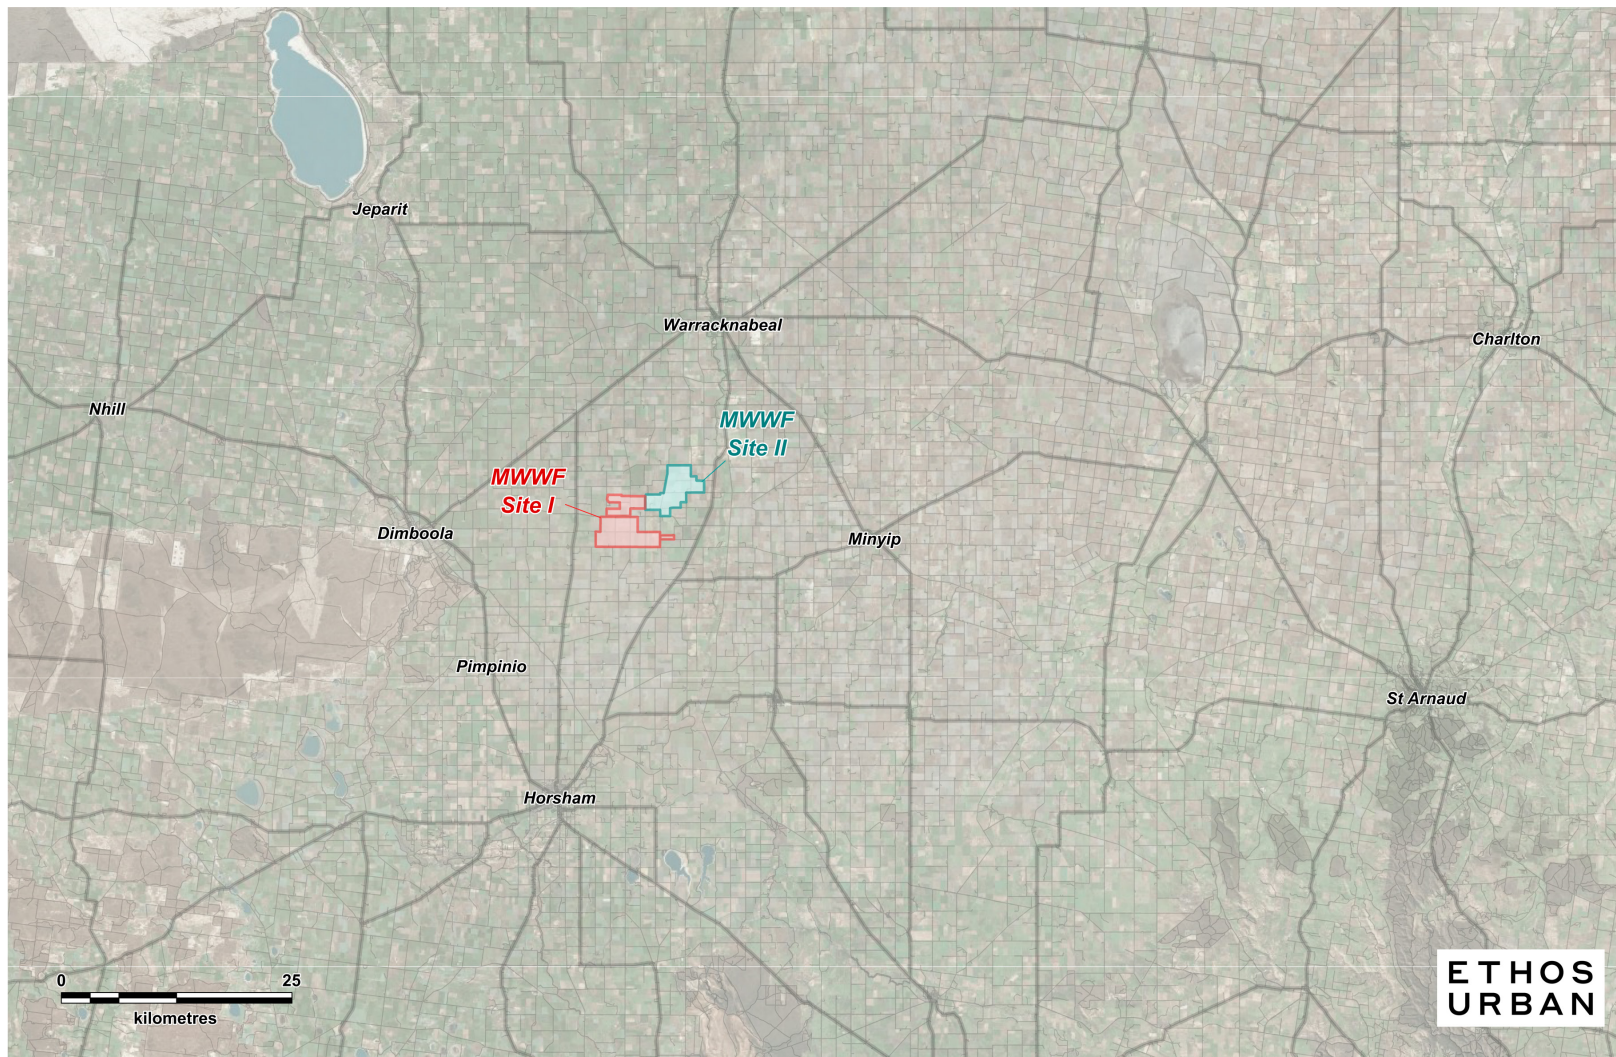 Jeparit
Warracknabeal
Charlton
Nhill
MWWF
Site II
MWWF
Site I
Dimboola
Minyip
Pimpinio
St Arnaud
Horsham
0 25
kilometres
ETHOS
URBAN